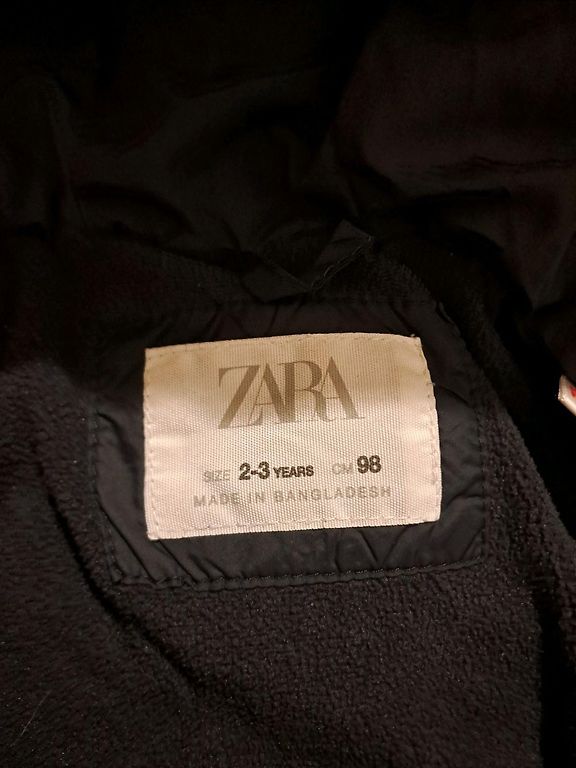 ZARA
SIZE 2-3 YEARS CM 98
MADE IN BANGLADESH